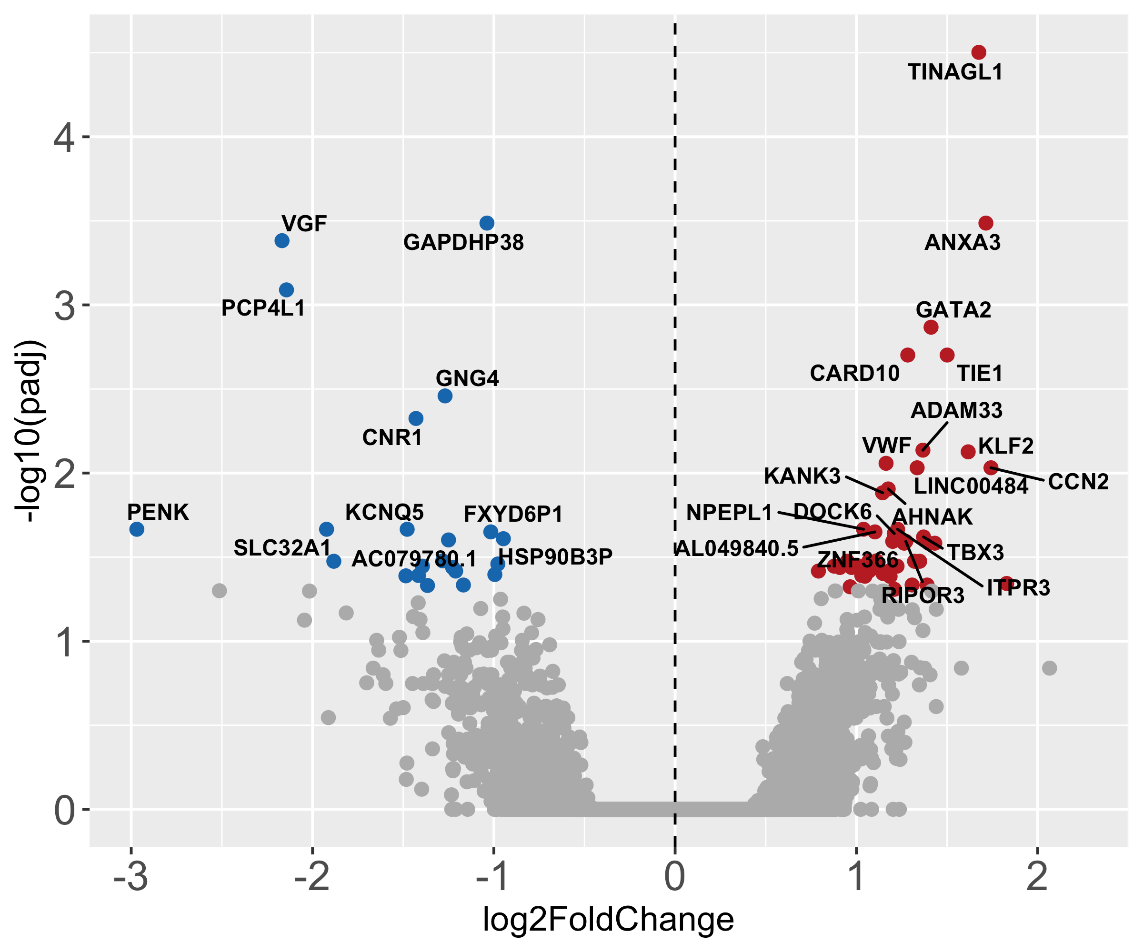 TINAGL1
4
VGF
GAPDHP38
ANXA3
PCP4L1
3
GATA2
CARD10
TIE1
GNG4
ADAM33
CNR1
VWF
KLF2
2
KANK3
LINC00484
CCN2
PENK
KCNQ5
FXYD6P1
NPEPL1
DOCK6
AHNAK
SLC32A1
AC079780.1
HSP90B3P
AL049840.5
ZNF366
TBX3
ITPR3
RIPOR3
1
0
-log10(padj)
-3 -2 -1 0 1 2
log2FoldChange